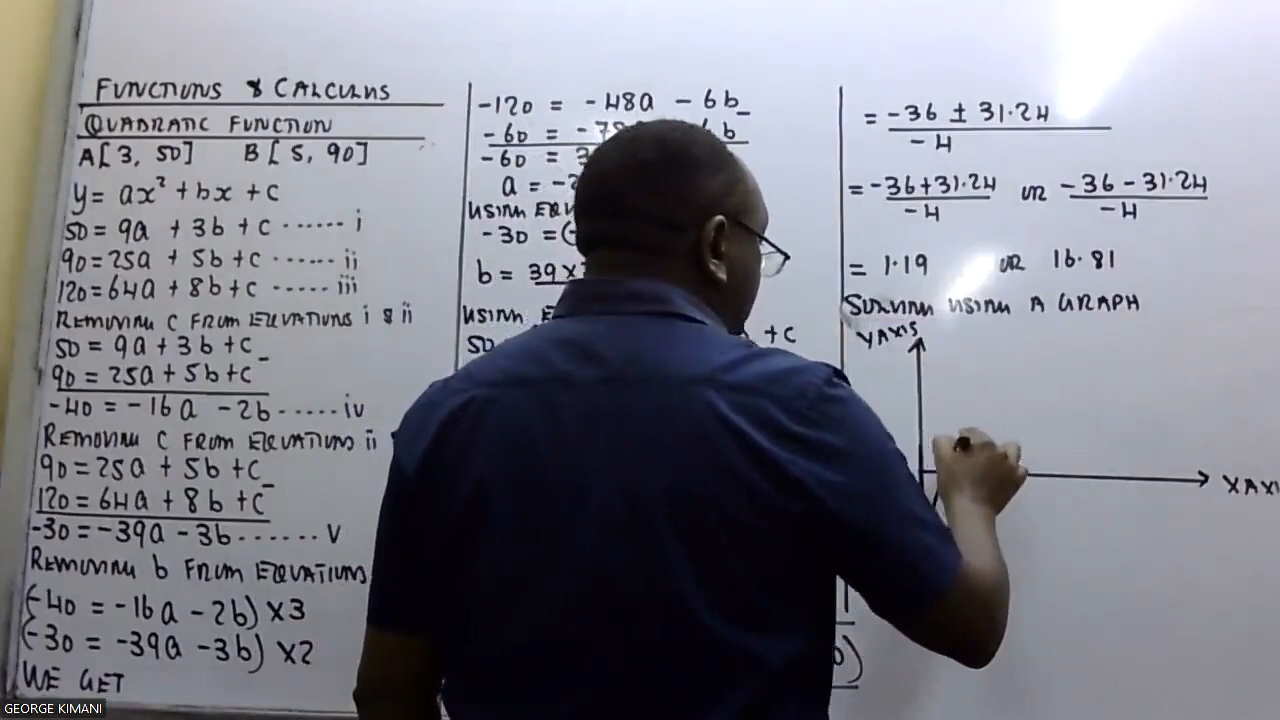 FUNCTIONS & CALCULUS
QUADRATIC FUNCTION
A[3, 50] B[5, 90]
y = ax² + bx + c
50 = 9a + 3b + c ...... i
90 = 25a + 5b + c ...... ii
120 = 64a + 8b + c ..... iii
REMOVING C FROM EQUATIONS i & ii
50 = 9a + 3b + c _
90 = 25a + 5b + c
-40 = -16a - 2b ...... iv
REMOVING C FROM EQUATIONS ii
90 = 25a + 5b + c _
120 = 64a + 8b + c
-30 = -39a - 3b ....... v
REMOVING b FROM EQUATIONS
(-40 = -16a - 2b) x3
(-30 = -39a - 3b) x2
WE GET
-120 = -48a - 6b _
-60 = -78a 6b
-60 =
a = -
USING
-30 = (-
b = 39 x
USING
50
+ c
= -36 ± 31.24
-4
= -36+31.24 or -36 - 31.24
-4 -4
= 1.19 or 16.81
SOLVING USING A GRAPH
Y AXIS
X AXI
GEORGE KIMANI